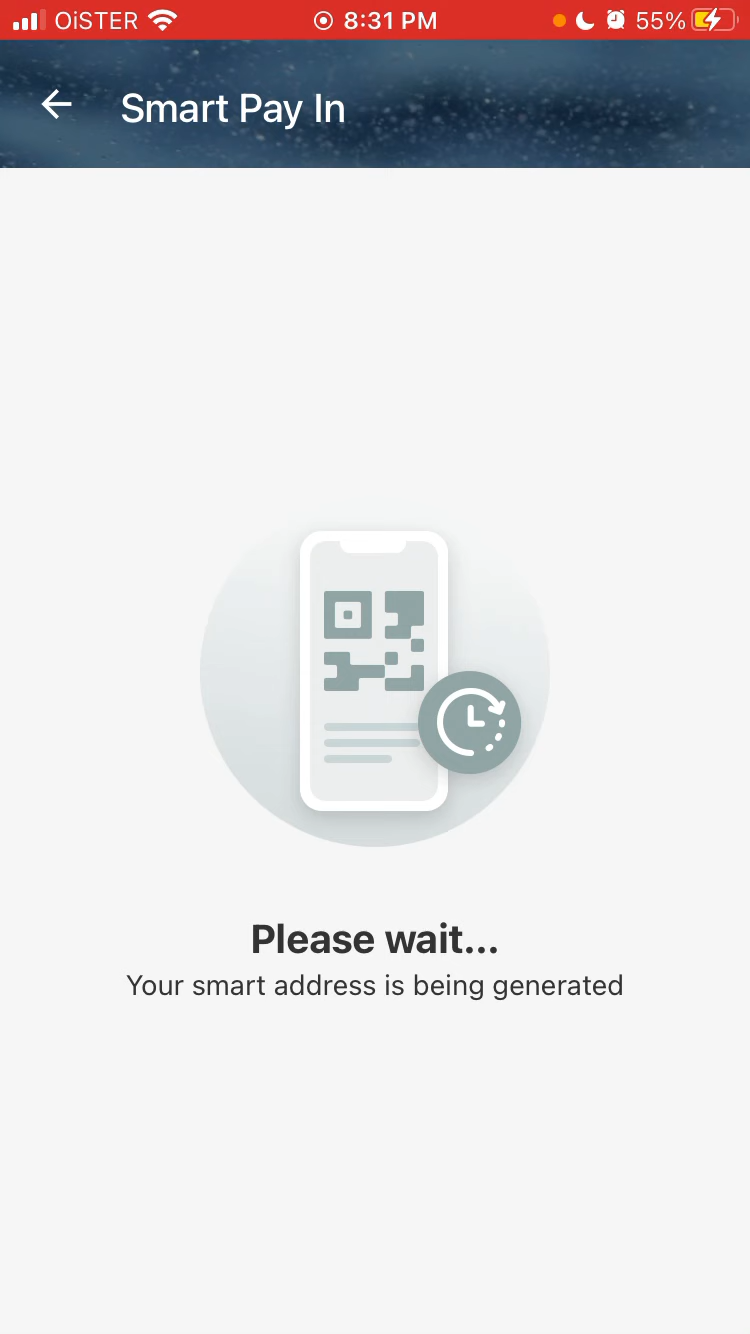 OiSTER 8:31 PM 55%
Smart Pay In
Please wait...
Your smart address is being generated